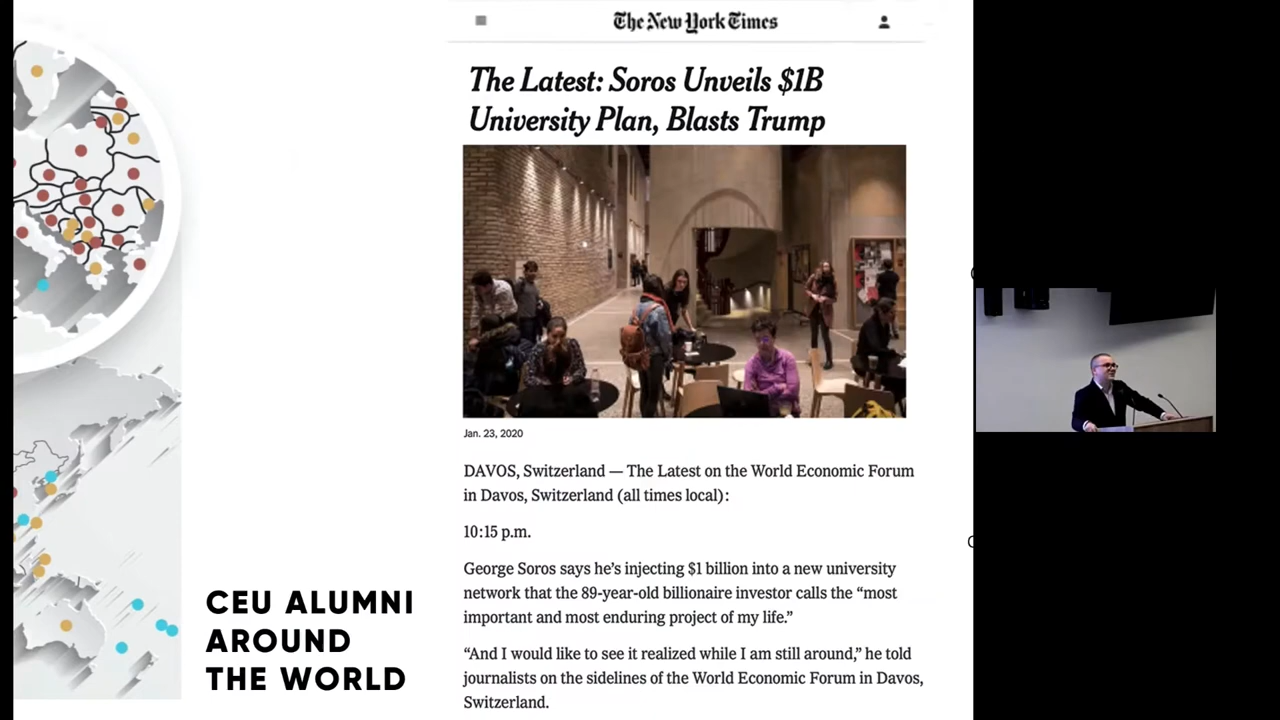 The New York Times
The Latest: Soros Unveils $1B
University Plan, Blasts Trump
Jan. 23, 2020
DAVOS, Switzerland — The Latest on the World Economic Forum
in Davos, Switzerland (all times local):
10:15 p.m.
George Soros says he’s injecting $1 billion into a new university
network that the 89-year-old billionaire investor calls the “most
important and most enduring project of my life.”
“And I would like to see it realized while I am still around,” he told
journalists on the sidelines of the World Economic Forum in Davos,
Switzerland.
CEU ALUMNI
AROUND
THE WORLD